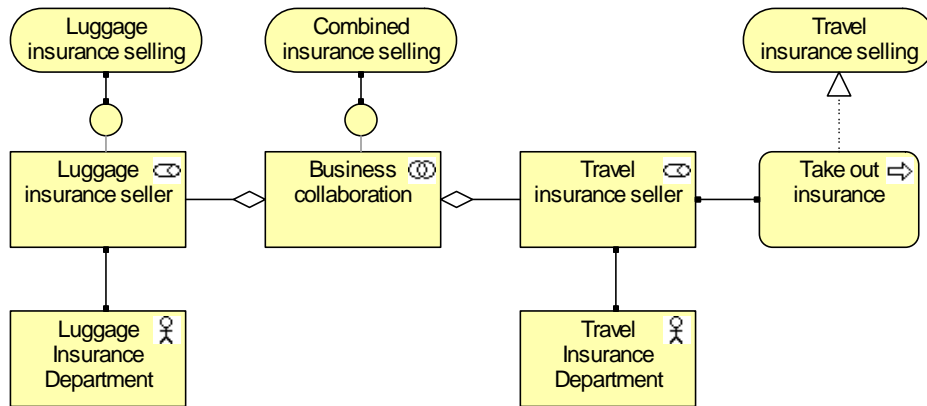 Luggage
insurance selling
Combined
insurance selling
Travel
insurance selling
Luggage
insurance seller
Business
collaboration
Travel
insurance seller
Take out
insurance
Luggage
Insurance
Department
Travel
Insurance
Department